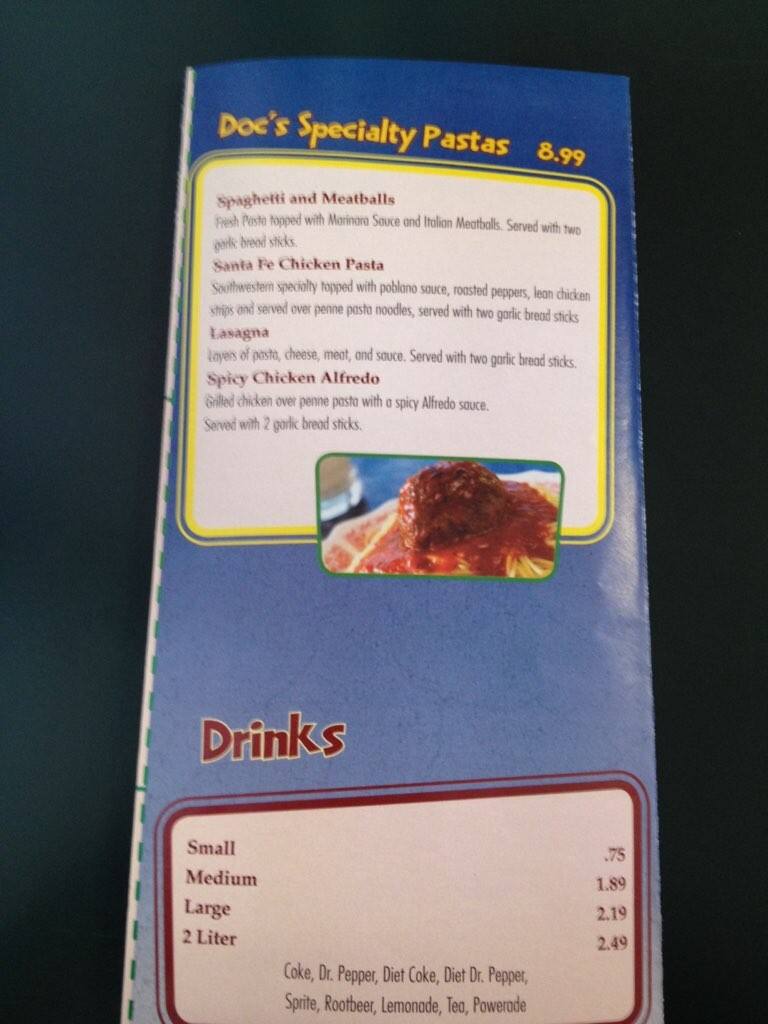 Doc's Specialty Pastas 8.99
Spaghetti and Meatballs
Fresh Pasta topped with Marinara Sauce and Italian Meatballs. Served with two
garlic bread sticks.
Santa Fe Chicken Pasta
Southwestern specialty topped with poblano sauce, roasted peppers, lean chicken
strips and served over penne pasta noodles, served with two garlic bread sticks
Lasagna
Layers of pasta, cheese, meat, and sauce. Served with two garlic bread sticks.
Spicy Chicken Alfredo
Grilled chicken over penne pasta with a spicy Alfredo sauce.
Served with 2 garlic bread sticks.
Drinks
Small .75
Medium 1.89
Large 2.19
2 Liter 2.49
Coke, Dr. Pepper, Diet Coke, Diet Dr. Pepper,
Sprite, Rootbeer, Lemonade, Tea, Powerade